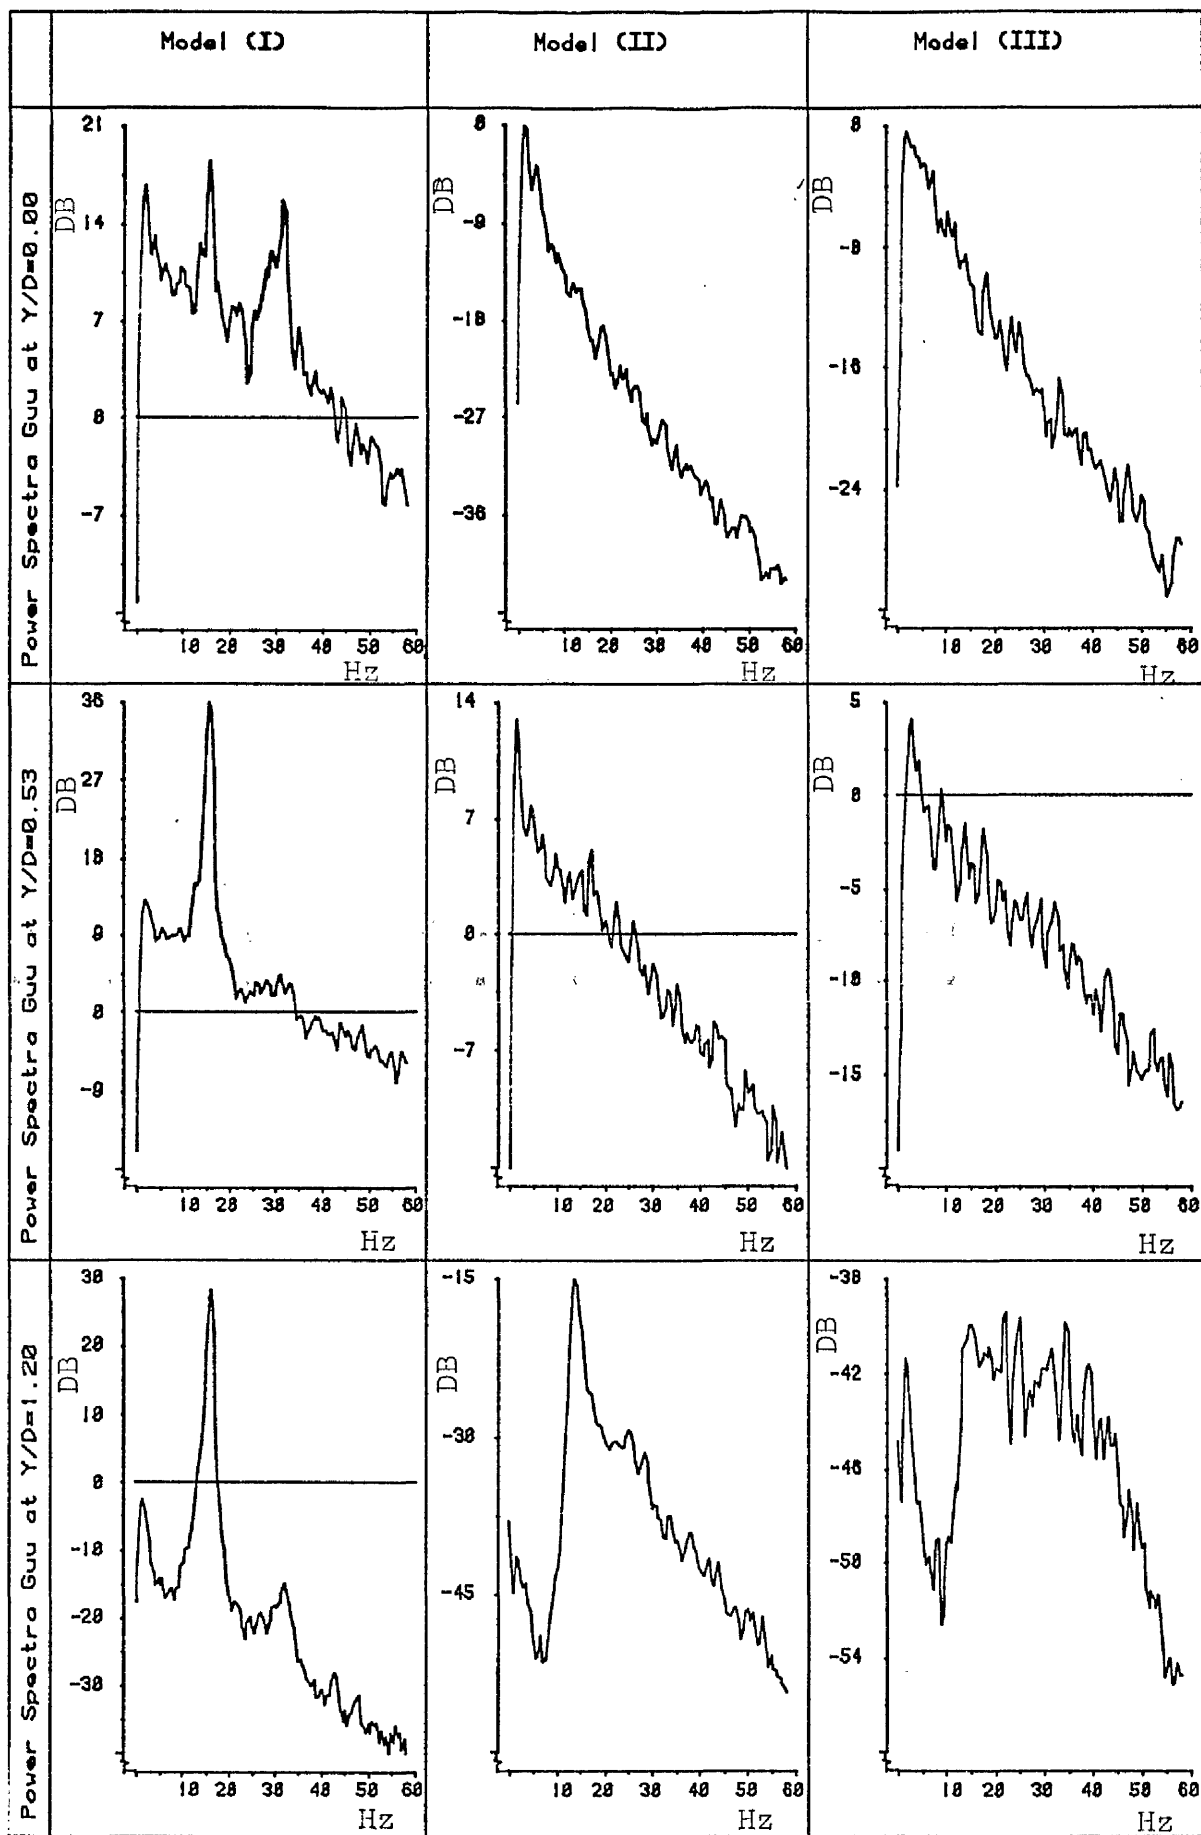 Model (I)
Model (II)
Model (III)
Power Spectra Guu at Y/D=0.00
DB
21
14
7
0
-7
10 20 30 40 50 60
Hz
DB
0
-9
-18
-27
-36
10 20 30 40 50 60
Hz
DB
0
-8
-16
-24
10 20 30 40 50 60
Hz
Power Spectra Guu at Y/D=0.53
DB
36
27
18
9
0
-9
10 20 30 40 50 60
Hz
DB
14
7
0
-7
10 20 30 40 50 60
Hz
DB
5
0
-5
-10
-15
10 20 30 40 50 60
Hz
Power Spectra Guu at Y/D=1.20
DB
30
20
10
0
-10
-20
-30
10 20 30 40 50 60
Hz
DB
-15
-30
-45
10 20 30 40 50 60
Hz
DB
-38
-42
-46
-50
-54
10 20 30 40 50 60
Hz